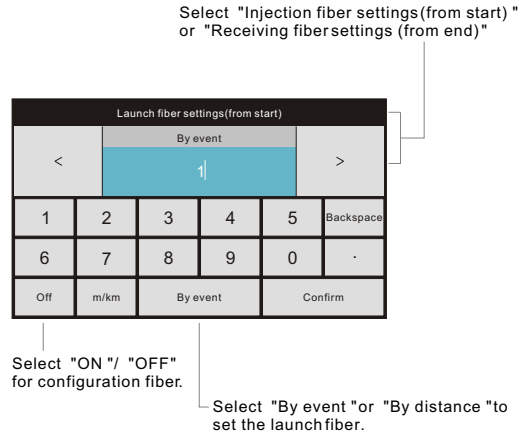 Select "Injection fiber settings(from start) "
or "Receiving fiber settings (from end)"
Launch fiber settings(from start)
By event
<
1
>
1 2 3 4 5 Backspace
6 7 8 9 0 .
Off m/km By event Confirm
Select "ON "/ "OFF"
for configuration fiber.
Select "By event "or "By distance "to
set the launch fiber.